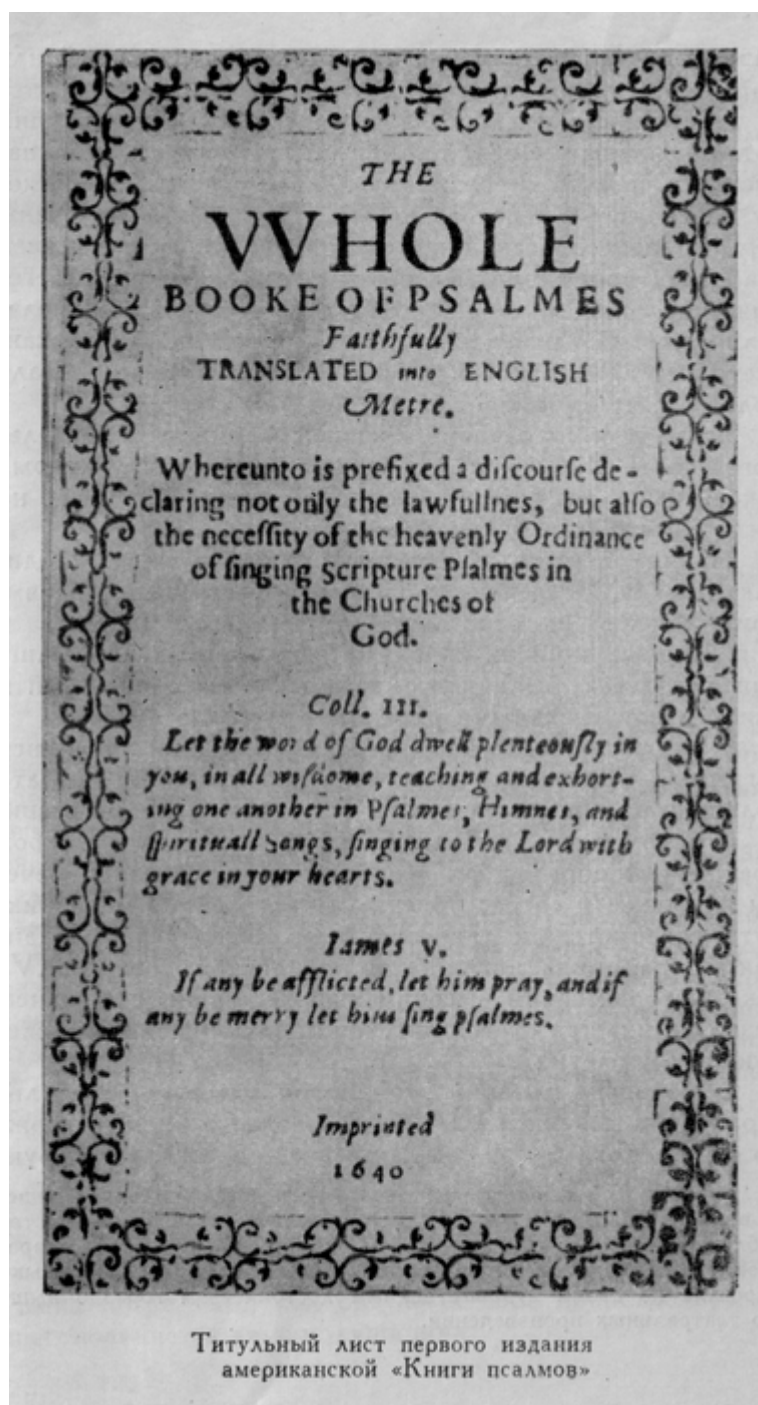 THE
VVHOLE
BOOKE OF PSALMES
Faithfully
TRANSLATED into ENGLISH
Metre.
Whereunto is prefixed a diſcourſe de-
claring not only the lawfullnes, but alſo
the neceſſity of the heavenly Ordinance
of ſinging Scripture Pſalmes in
the Churches of
God.
Coll. III.
Let the word of God dwell plenteouſly in
you, in all wiſdome, teaching and exhort-
ing one another in Pſalmes, Himnes, and
ſpirituall Songs, ſinging to the Lord with
grace in your hearts.
Iames v.
If any be afflicted, let him pray, and if
any be merry let him ſing pſalmes.
Imprinted
1640
Титульный лист первого издания
американской «Книги псалмов»